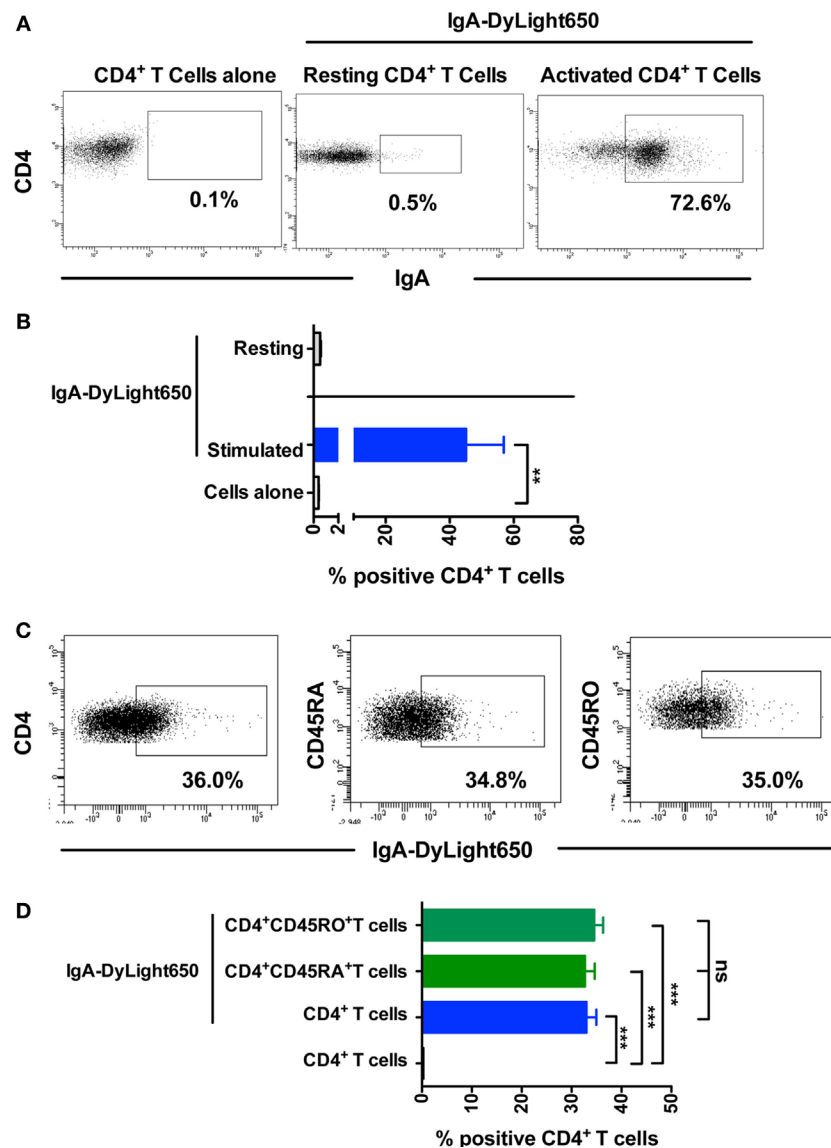 A
IgA-DyLight650
CD4+ T Cells alone
Resting CD4+ T Cells
Activated CD4+ T Cells
CD4
0.1%
0.5%
72.6%
IgA
B
IgA-DyLight650
Resting
Stimulated
Cells alone
**
0 2 20 40 60 80
% positive CD4+ T cells
C
CD4
CD45RA
CD45RO
36.0%
34.8%
35.0%
IgA-DyLight650
D
IgA-DyLight650
CD4+CD45RO+T cells
CD4+CD45RA+T cells
CD4+ T cells
CD4+ T cells
***
***
***
ns
0 10 20 30 40 50
% positive CD4+ T cells